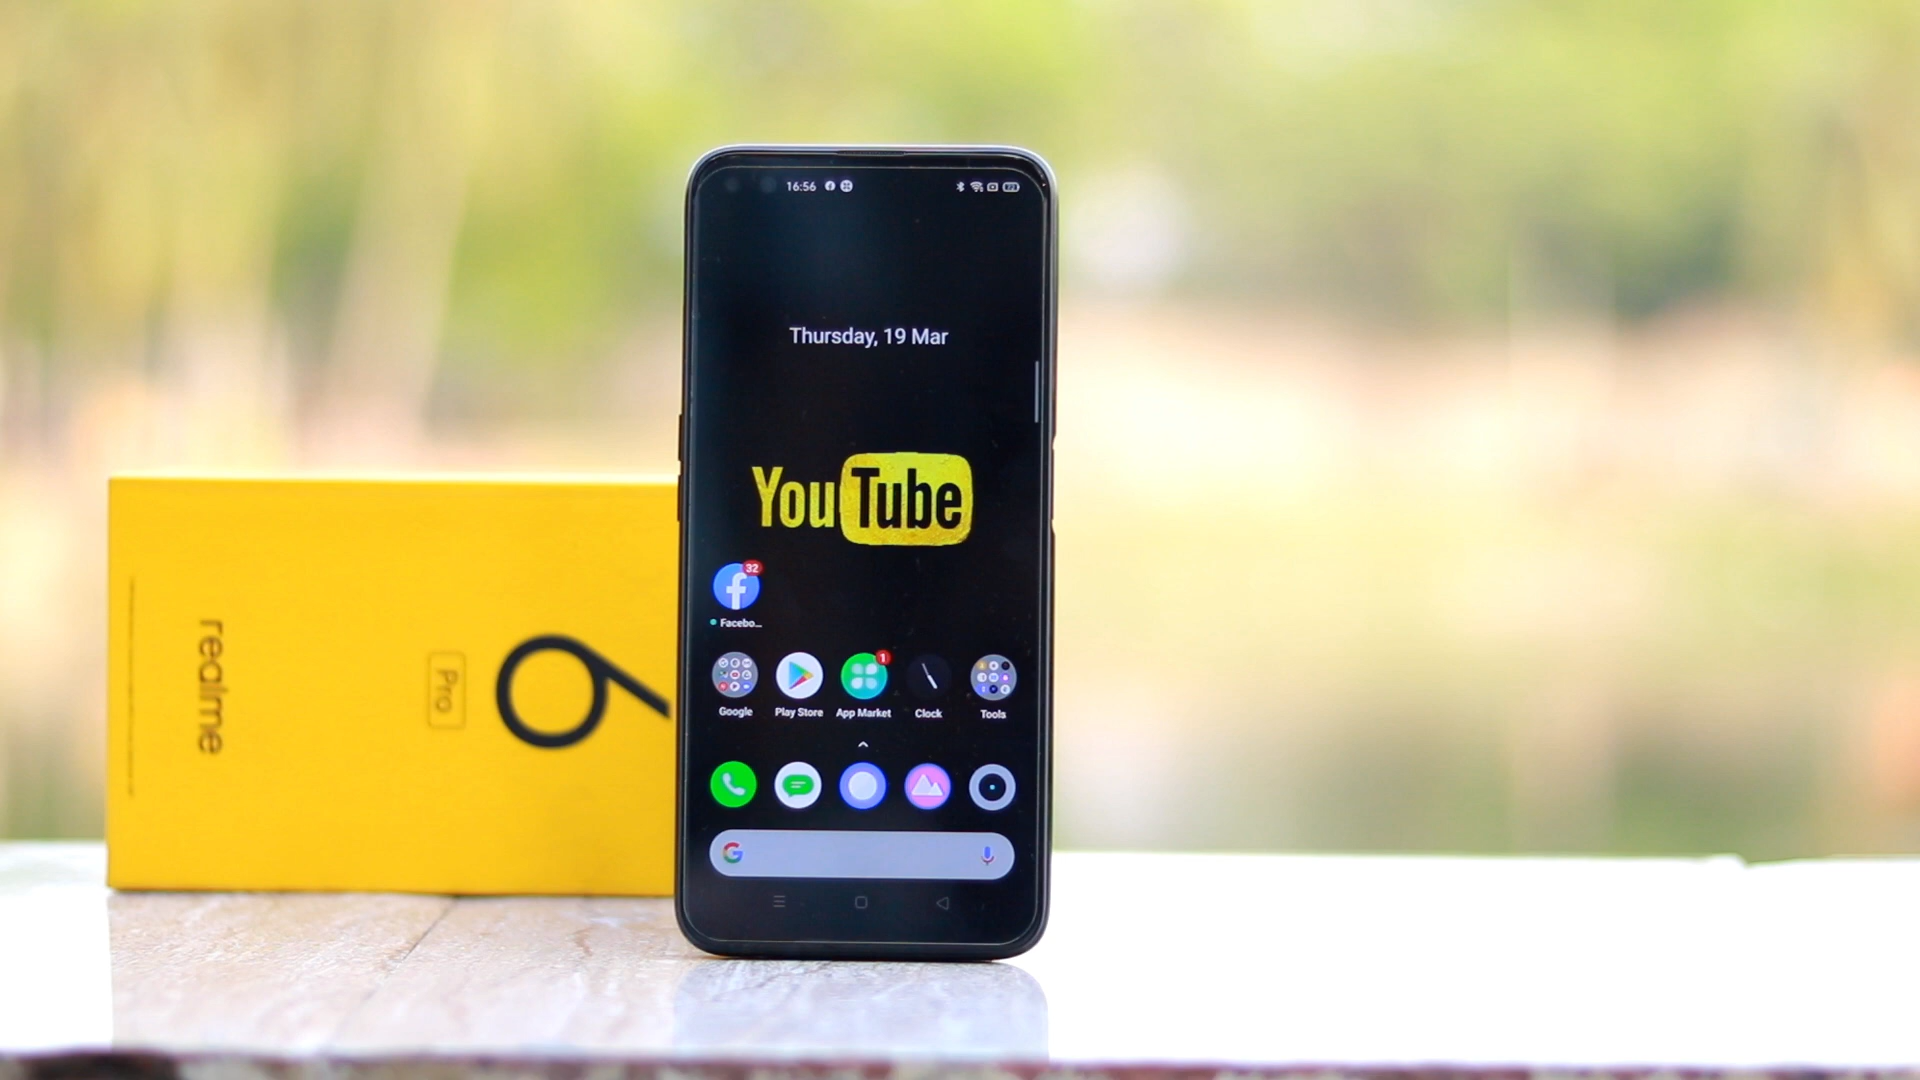 16:56
Thursday, 19 Mar
YouTube
32
Facebo...
1
Google
Play Store
App Market
Clock
Tools
realme
Pro
6